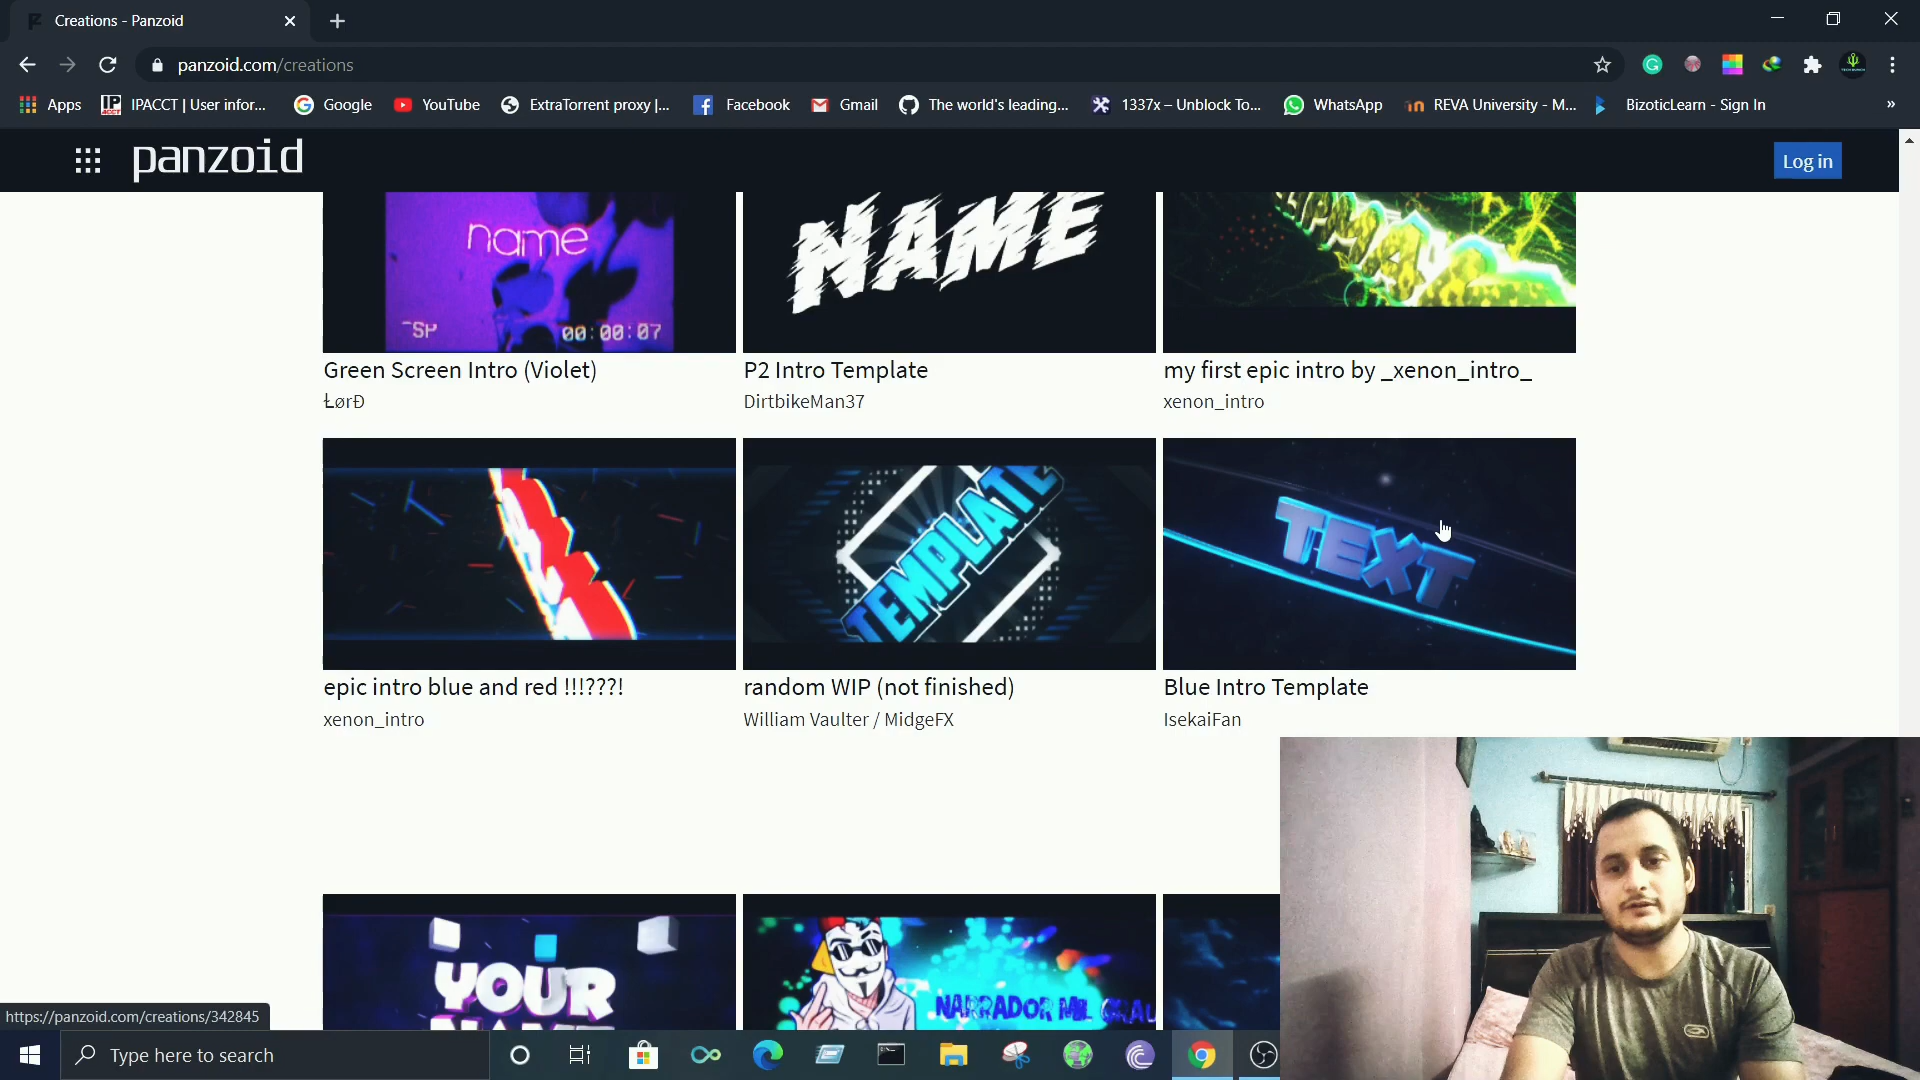 Creations - Panzoid
panzoid.com/creations
Apps
IPACCT | User infor...
Google
YouTube
ExtraTorrent proxy |...
Facebook
Gmail
The world's leading...
1337x – Unblock To...
WhatsApp
REVA University - M...
BizoticLearn - Sign In
»
panzoid
Log in
name
00:00:07
NAME
Green Screen Intro (Violet)
ŁørĐ
P2 Intro Template
DirtbikeMan37
my first epic intro by _xenon_intro_
xenon_intro
TEMPLATE
TEXT
epic intro blue and red !!!???!
xenon_intro
random WIP (not finished)
William Vaulter / MidgeFX
Blue Intro Template
IsekaiFan
YOUR
NAME
NARRADOR MIL GRAU
https://panzoid.com/creations/342845
Type here to search